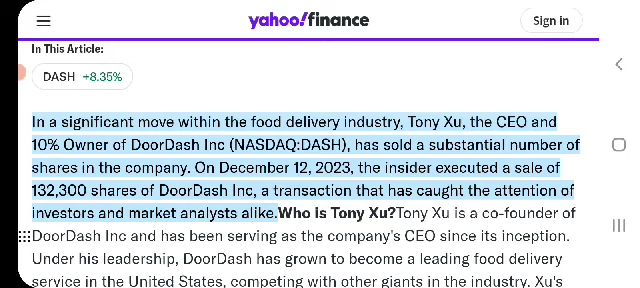 yahoo!finance
Sign in
In This Article:
DASH +8.35%
In a significant move within the food delivery industry, Tony Xu, the CEO and
10% Owner of DoorDash Inc (NASDAQ:DASH), has sold a substantial number of
shares in the company. On December 12, 2023, the insider executed a sale of
132,300 shares of DoorDash Inc, a transaction that has caught the attention of
investors and market analysts alike.Who is Tony Xu?Tony Xu is a co-founder of
DoorDash Inc and has been serving as the company's CEO since its inception.
Under his leadership, DoorDash has grown to become a leading food delivery
service in the United States, competing with other giants in the industry. Xu's